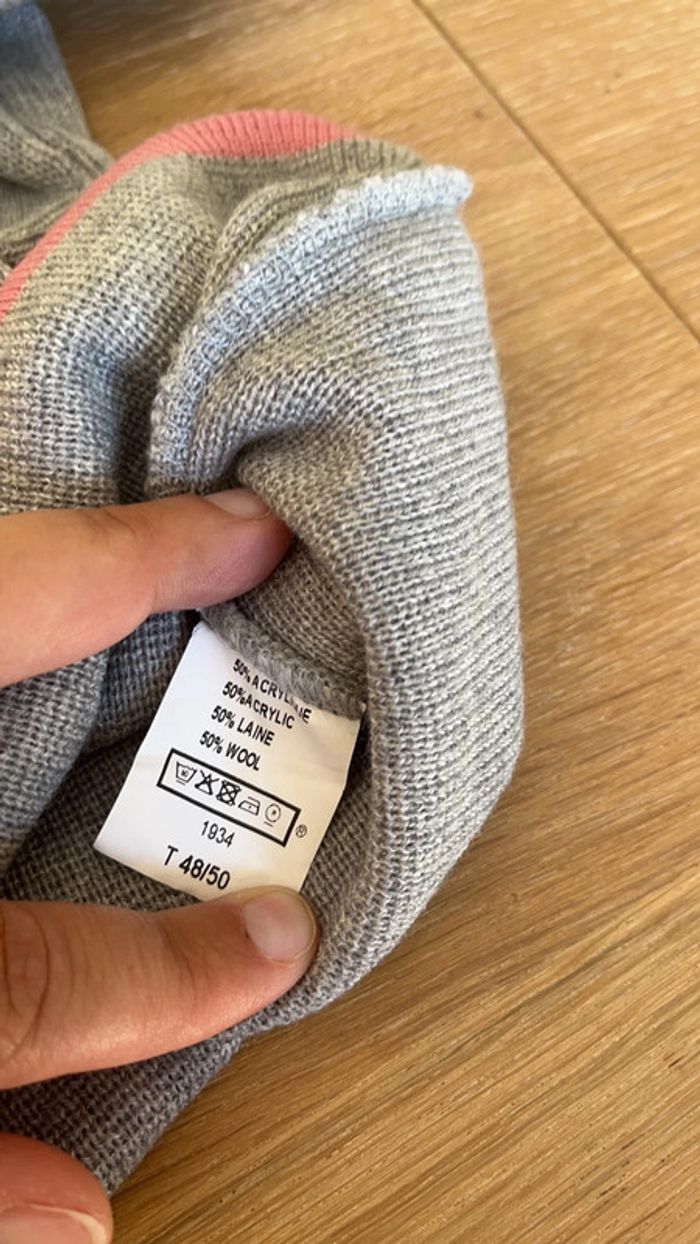 50% ACRYLIQUE
50%ACRYLIC
50% LAINE
50% WOOL
®
1934
T 48/50